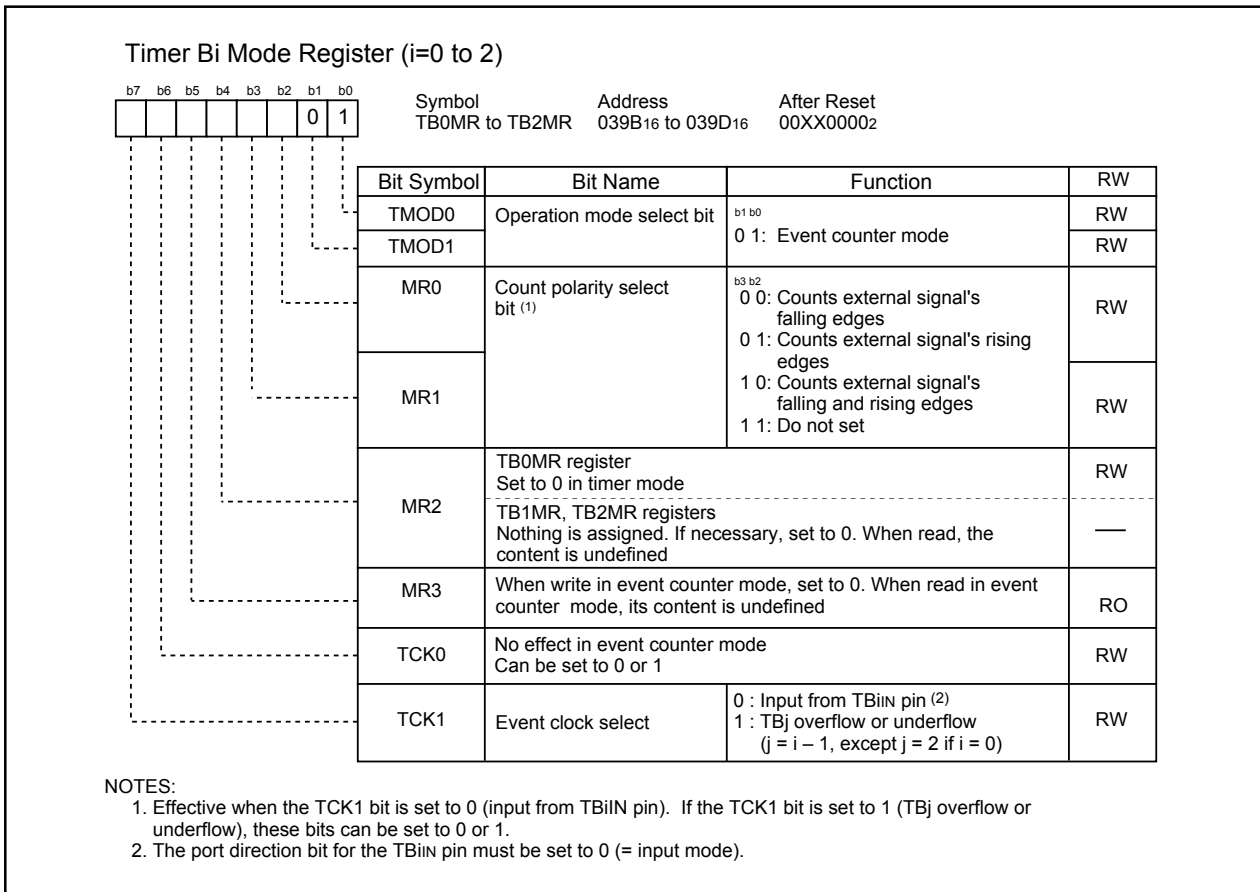 Timer Bi Mode Register (i=0 to 2)
b7 b6 b5 b4 b3 b2 b1 b0
0 1
Symbol Address After Reset
TB0MR to TB2MR 039B16 to 039D16 00XX00002
Bit Symbol Bit Name Function RW
TMOD0 Operation mode select bit b1 b0 RW
TMOD1 0 1: Event counter mode RW
MR0 Count polarity select
bit (1)
b3 b2
0 0: Counts external signal's
falling edges
RW
0 1: Counts external signal's rising
edges
MR1
1 0: Counts external signal's
falling and rising edges
RW
1 1: Do not set
MR2
TB0MR register
Set to 0 in timer mode
RW
TB1MR, TB2MR registers
Nothing is assigned. If necessary, set to 0. When read, the
content is undefined
—
MR3
When write in event counter mode, set to 0. When read in event
counter mode, its content is undefined
RO
TCK0
No effect in event counter mode
Can be set to 0 or 1
RW
TCK1 Event clock select
0 : Input from TBiIN pin (2)
1 : TBj overflow or underflow
(j = i – 1, except j = 2 if i = 0)
RW
NOTES:
1. Effective when the TCK1 bit is set to 0 (input from TBiIN pin). If the TCK1 bit is set to 1 (TBj overflow or
underflow), these bits can be set to 0 or 1.
2. The port direction bit for the TBiIN pin must be set to 0 (= input mode).